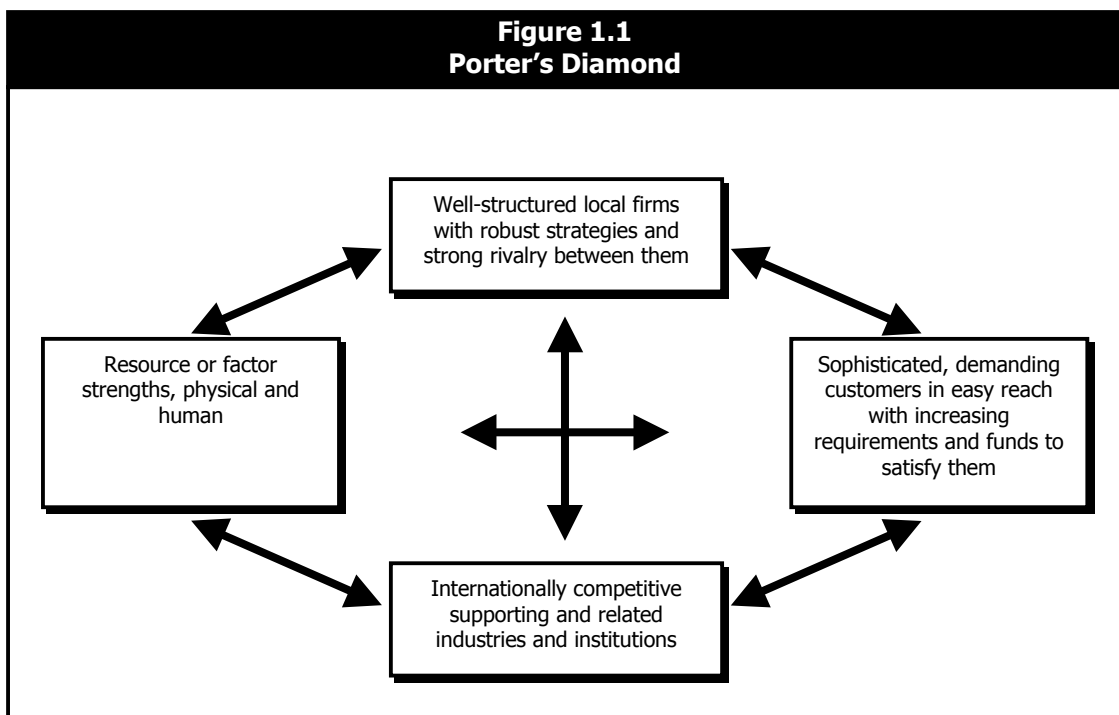 Figure 1.1
Porter’s Diamond
Well-structured local firms
with robust strategies and
strong rivalry between them
Resource or factor
strengths, physical and
human
Sophisticated, demanding
customers in easy reach
with increasing
requirements and funds to
satisfy them
Internationally competitive
supporting and related
industries and institutions